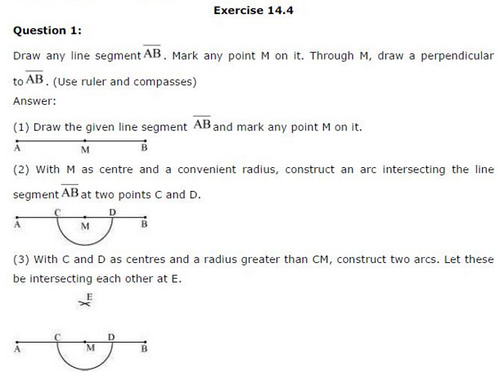 Exercise 14.4
Question 1:
Draw any line segment AB. Mark any point M on it. Through M, draw a perpendicular
to AB. (Use ruler and compasses)
Answer:
(1) Draw the given line segment AB and mark any point M on it.
A M B
(2) With M as centre and a convenient radius, construct an arc intersecting the line
segment AB at two points C and D.
C D
A M B
(3) With C and D as centres and a radius greater than CM, construct two arcs. Let these
be intersecting each other at E.
E
C D
A M B